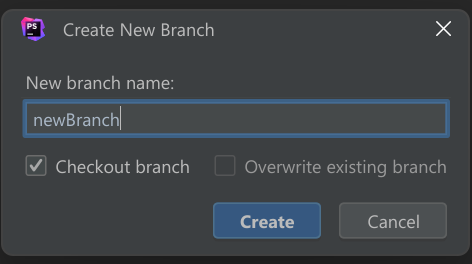 PS
Create New Branch
New branch name:
newBranch
Checkout branch
Overwrite existing branch
Create
Cancel